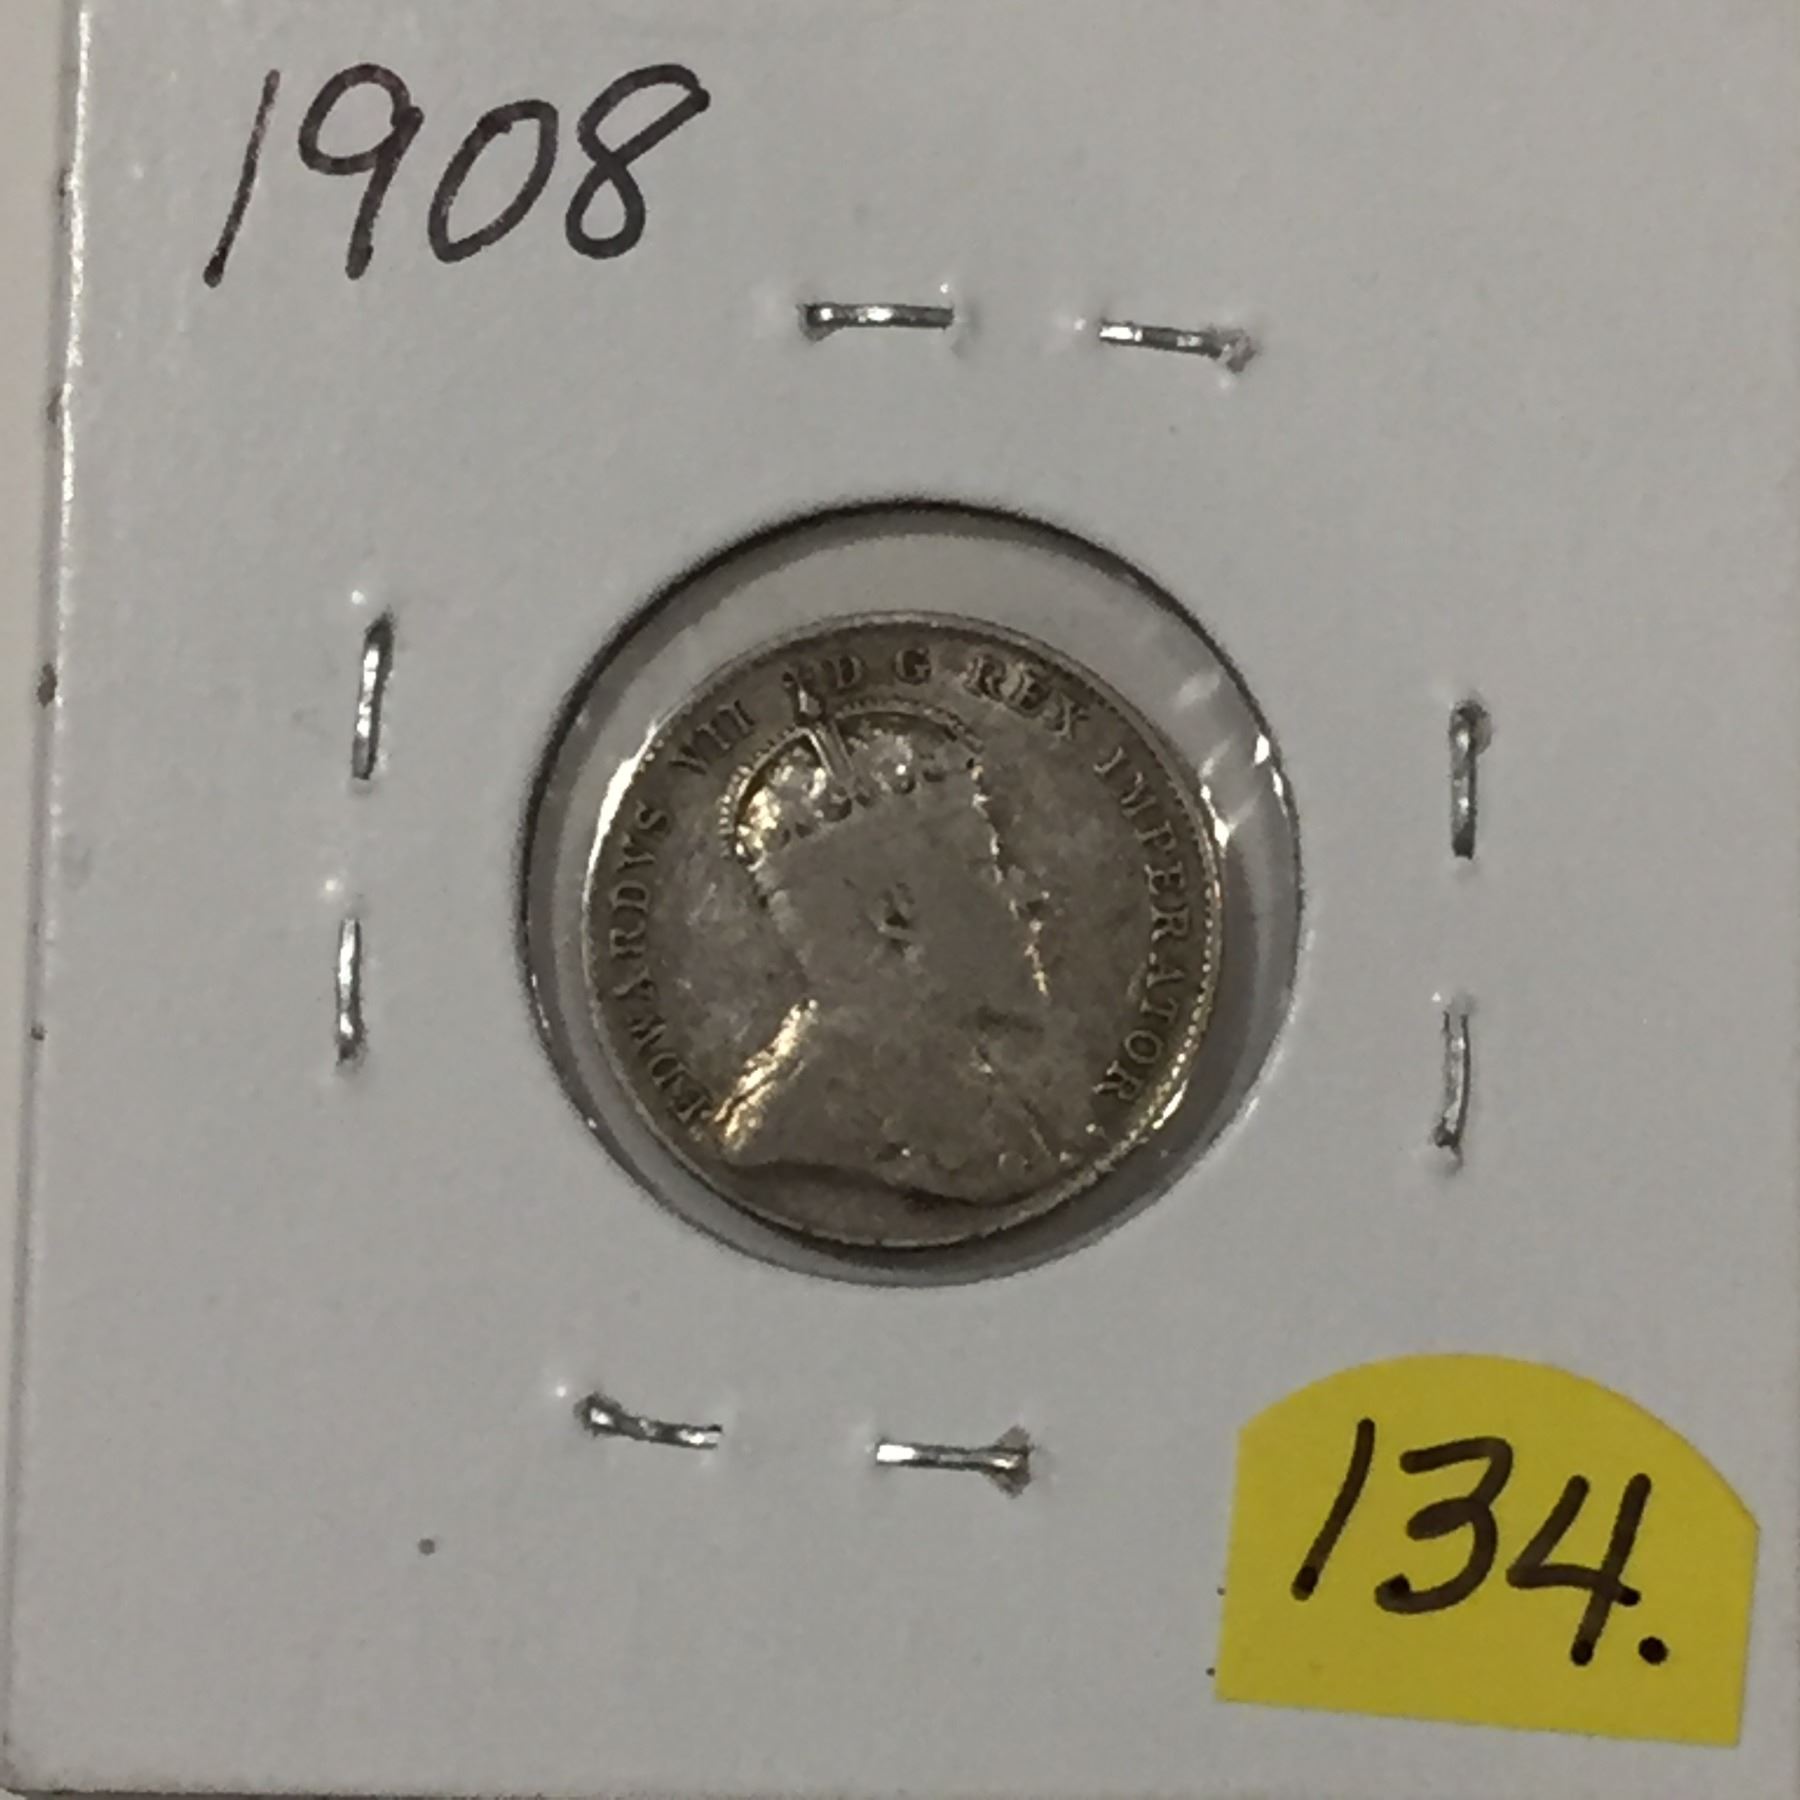 1908
EDWARDVS VII D G REX IMPERATOR
134.